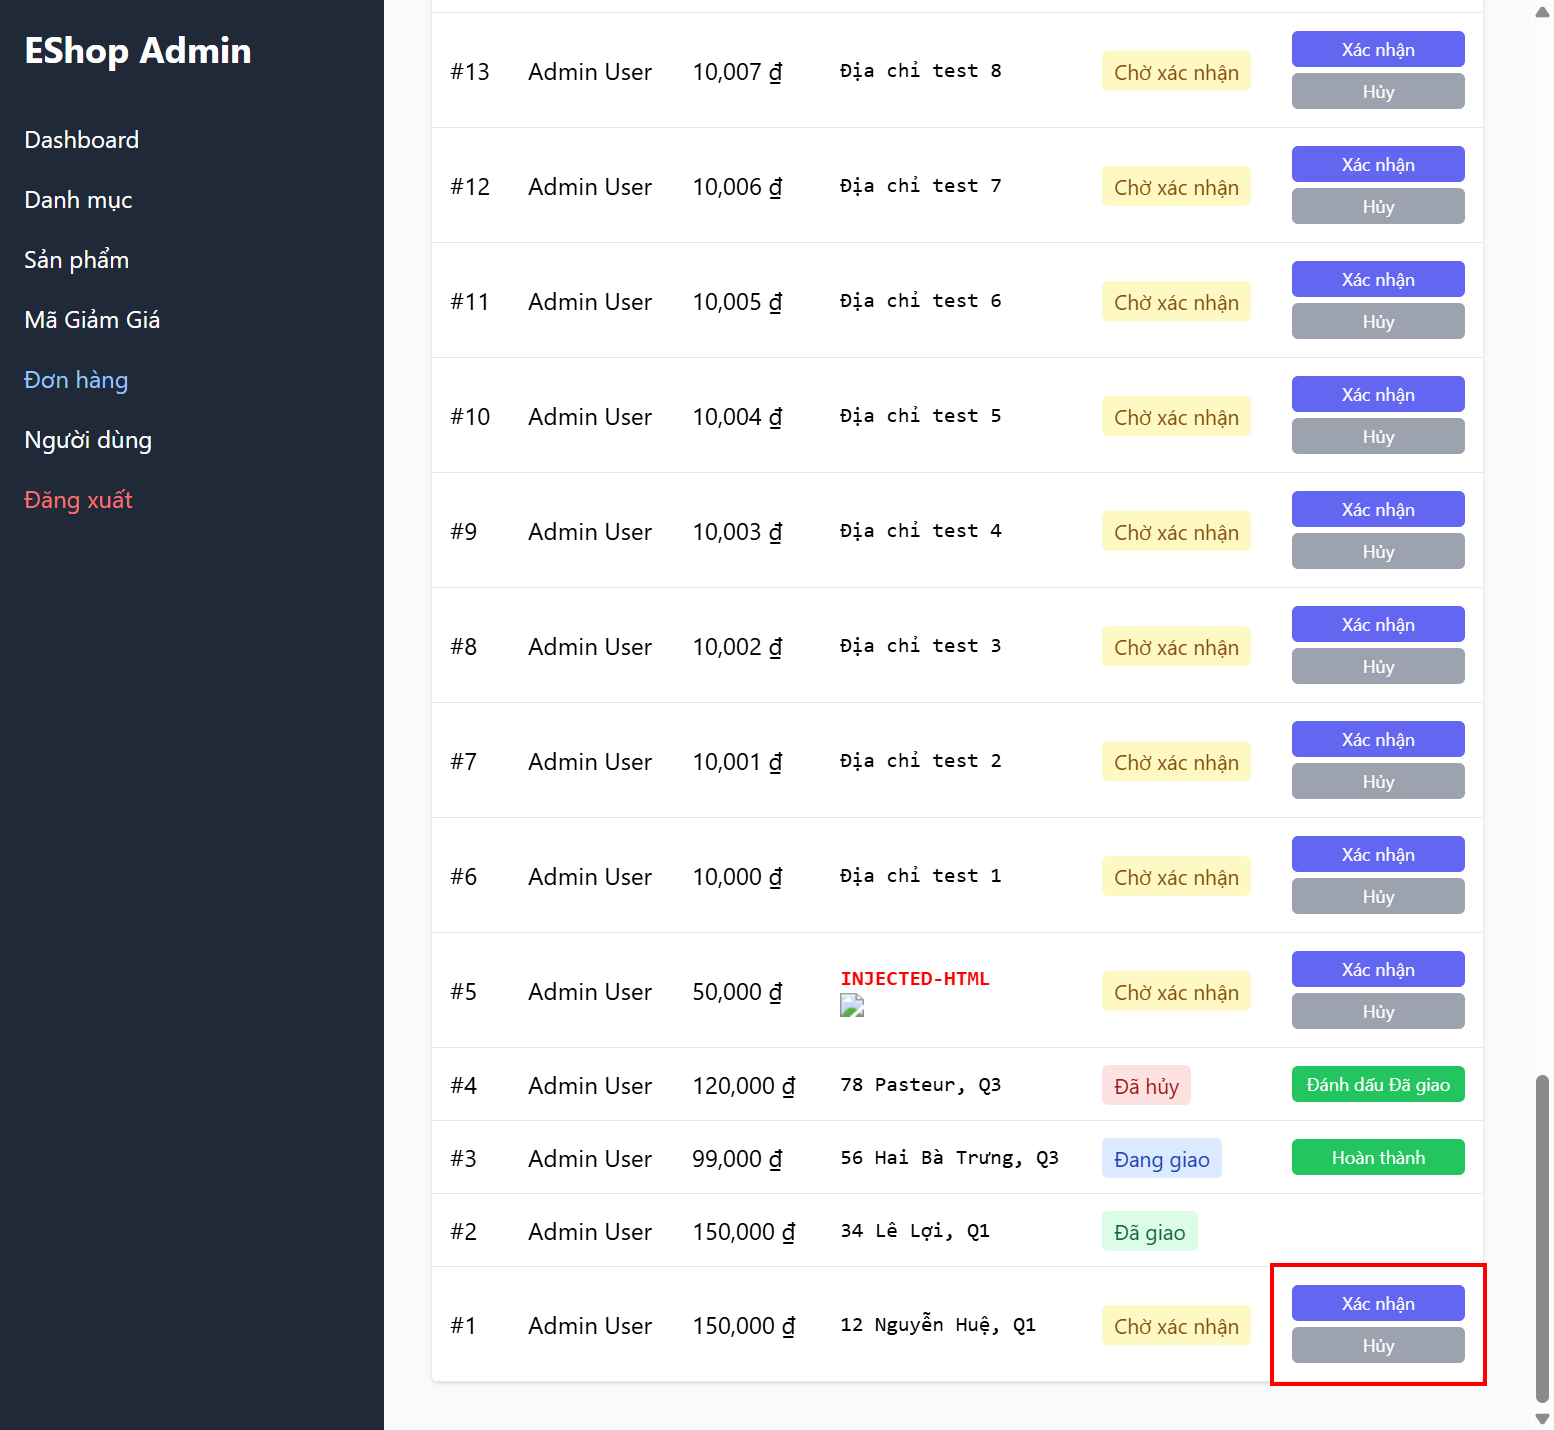 EShop Admin
Dashboard
Danh mục
Sản phẩm
Mã Giảm Giá
Đơn hàng
Người dùng
Đăng xuất
#13 Admin User 10,007 ₫ Địa chỉ test 8 Chờ xác nhận Xác nhận
Hủy
#12 Admin User 10,006 ₫ Địa chỉ test 7 Chờ xác nhận Xác nhận
Hủy
#11 Admin User 10,005 ₫ Địa chỉ test 6 Chờ xác nhận Xác nhận
Hủy
#10 Admin User 10,004 ₫ Địa chỉ test 5 Chờ xác nhận Xác nhận
Hủy
#9 Admin User 10,003 ₫ Địa chỉ test 4 Chờ xác nhận Xác nhận
Hủy
#8 Admin User 10,002 ₫ Địa chỉ test 3 Chờ xác nhận Xác nhận
Hủy
#7 Admin User 10,001 ₫ Địa chỉ test 2 Chờ xác nhận Xác nhận
Hủy
#6 Admin User 10,000 ₫ Địa chỉ test 1 Chờ xác nhận Xác nhận
Hủy
#5 Admin User 50,000 ₫ INJECTED-HTML Chờ xác nhận Xác nhận
Hủy
#4 Admin User 120,000 ₫ 78 Pasteur, Q3 Đã hủy Đánh dấu Đã giao
#3 Admin User 99,000 ₫ 56 Hai Bà Trưng, Q3 Đang giao Hoàn thành
#2 Admin User 150,000 ₫ 34 Lê Lợi, Q1 Đã giao
#1 Admin User 150,000 ₫ 12 Nguyễn Huệ, Q1 Chờ xác nhận Xác nhận
Hủy